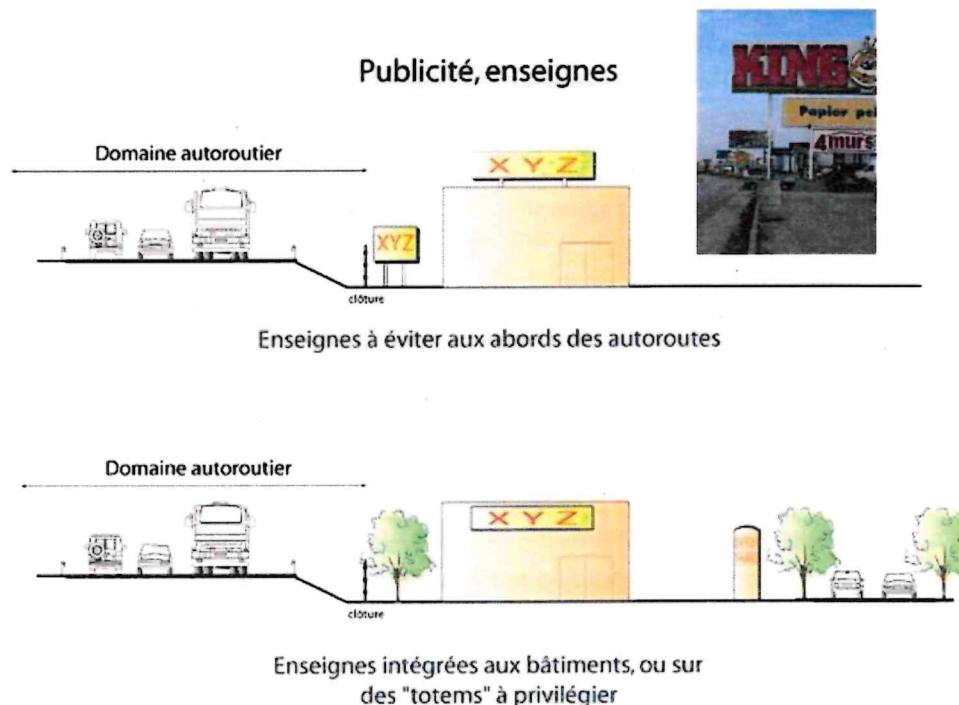 Publicité, enseignes
KING
Papier pei
4murs
Domaine autoroutier
X Y Z
XYZ
clôture
Enseignes à éviter aux abords des autoroutes
Domaine autoroutier
X Y Z
clôture
Enseignes intégrées aux bâtiments, ou sur
des "totems" à privilégier